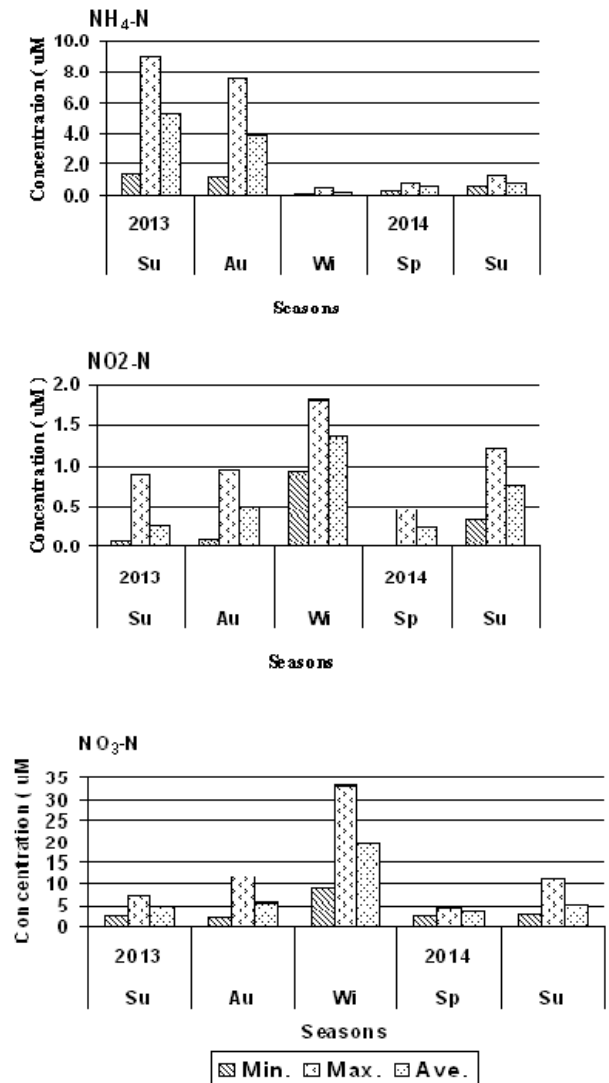 NH₄-N
10.0
8.0
6.0
4.0
2.0
0.0
Concentration ( uM
2013 2014
Su Au Wi Sp Su
Seasons
NO2-N
2.0
1.5
1.0
0.5
0.0
Concentration ( uM )
2013 2014
Su Au Wi Sp Su
Seasons
NO₃-N
35
30
25
20
15
10
5
0
Concentration ( uM
2013 2014
Su Au Wi Sp Su
Seasons
Min. Max. Ave.